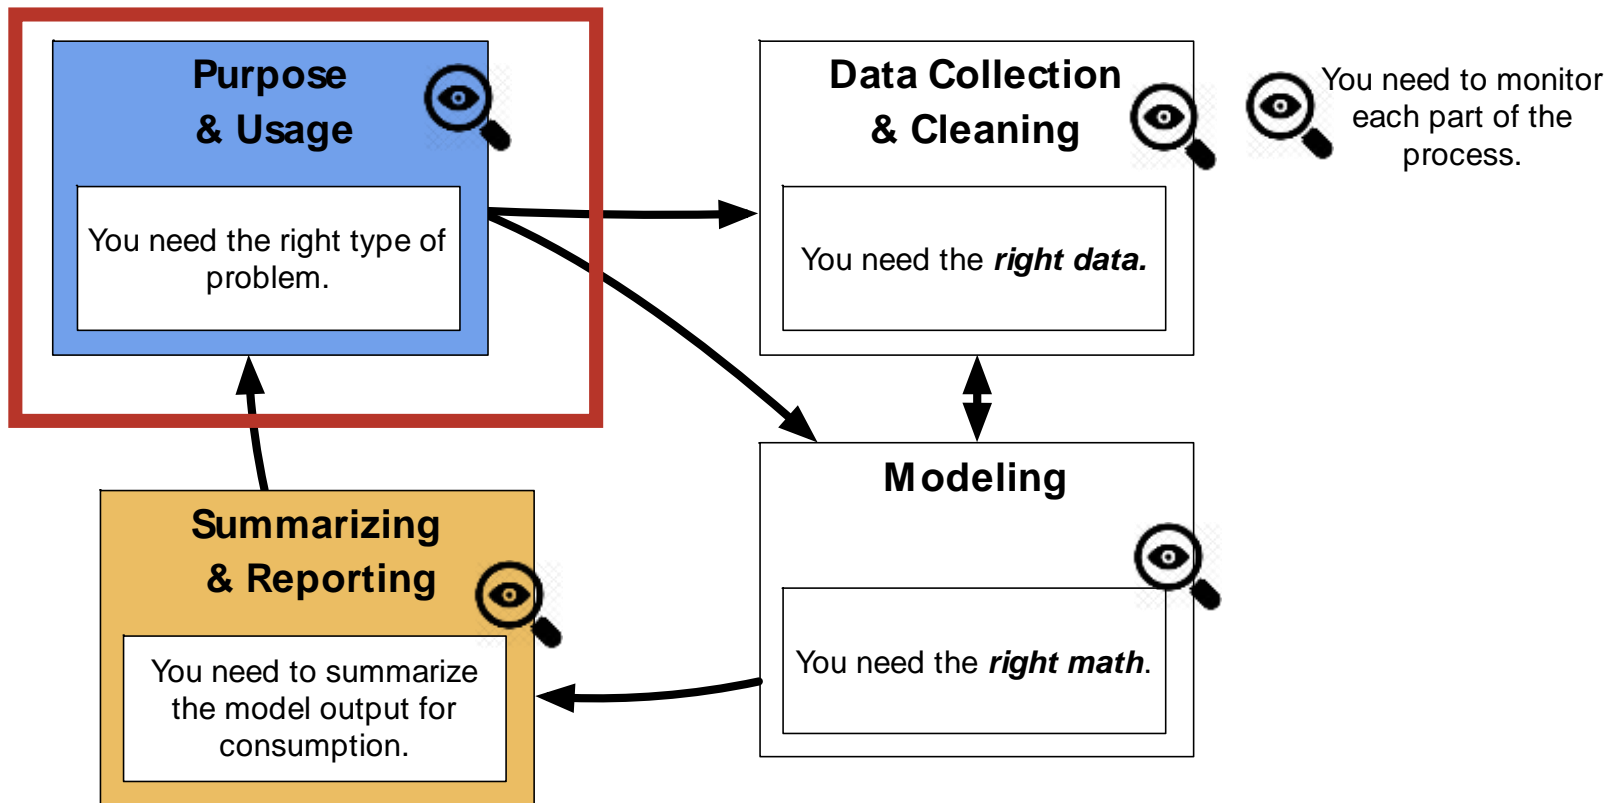 Purpose
& Usage
You need the right type of
problem.
Data Collection
& Cleaning
You need the right data.
You need to monitor
each part of the
process.
Summarizing
& Reporting
You need to summarize
the model output for
consumption.
Modeling
You need the right math.